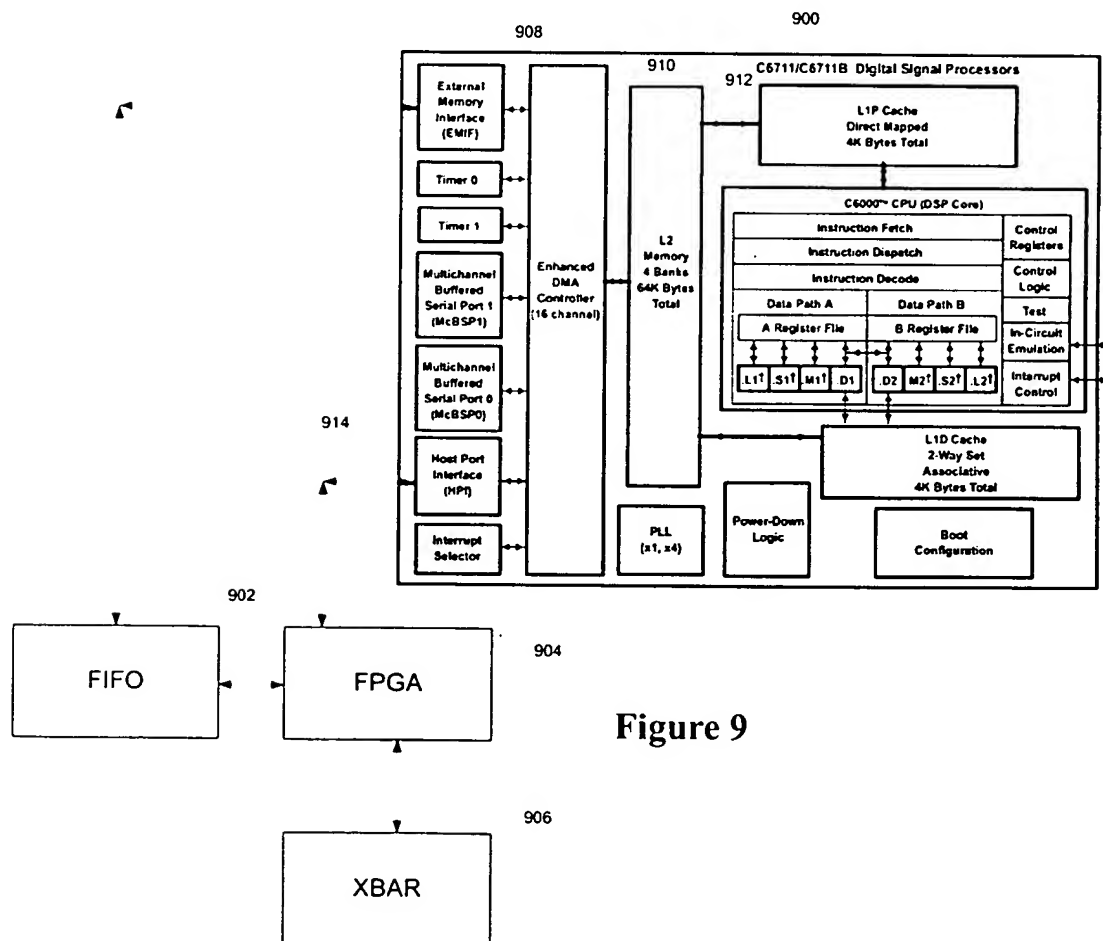 900
908
C6711/C6711B Digital Signal Processors
910
912
External
Memory
Interface
(EMIF)
Timer 0
Timer 1
Multichannel
Buffered
Serial Port 1
(McBSP1)
Multichannel
Buffered
Serial Port 0
(McBSP0)
914
Host Port
Interface
(HPI)
Interrupt
Selector
Enhanced
DMA
Controller
(16 channel)
L2
Memory
4 Banks
64K Bytes
Total
L1P Cache
Direct Mapped
4K Bytes Total
C6000™ CPU (DSP Core)
Instruction Fetch
Instruction Dispatch
Instruction Decode
Data Path A
Data Path B
A Register File
B Register File
.L1† .S1† .M1† .D1
.D2 M2† .S2† .L2†
Control
Registers
Control
Logic
Test
In-Circuit
Emulation
Interrupt
Control
L1D Cache
2-Way Set
Associative
4K Bytes Total
PLL
(x1, x4)
Power-Down
Logic
Boot
Configuration
902
FIFO
904
FPGA
Figure 9
906
XBAR